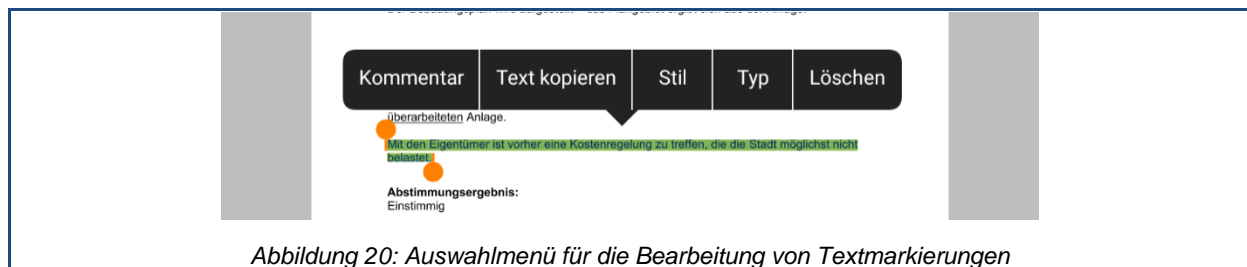 Kommentar Text kopieren Stil Typ Löschen
überarbeiteten Anlage.
Mit den Eigentümer ist vorher eine Kostenregelung zu treffen, die die Stadt möglichst nicht
belastet.
Abstimmungsergebnis:
Einstimmig
Abbildung 20: Auswahlmenü für die Bearbeitung von Textmarkierungen